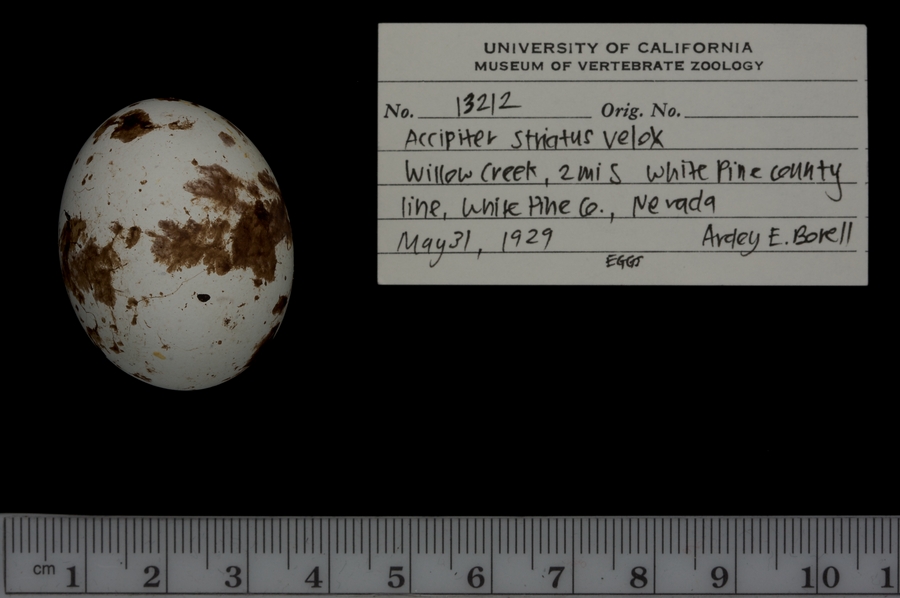 UNIVERSITY OF CALIFORNIA
MUSEUM OF VERTEBRATE ZOOLOGY
No. 13212 Orig. No.
Accipiter striatus velox
Willow Creek, 2 mi S White Pine county
line, White Pine Co., Nevada
May 31, 1929 Ardey E. Borell
EGGS
cm 1 2 3 4 5 6 7 8 9 10 1